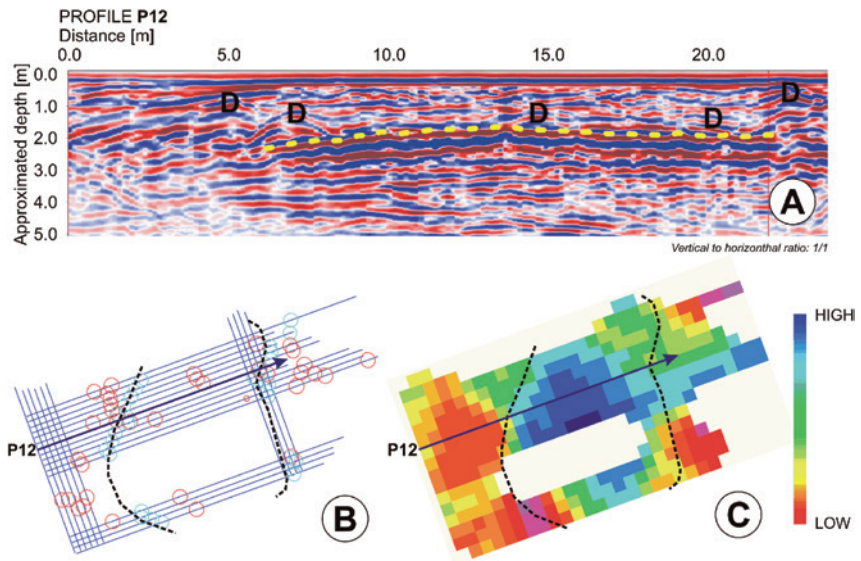 PROFILE P12
Distance [m]
0.0 5.0 10.0 15.0 20.0
Approximated depth [m]
0.0
1.0
2.0
3.0
4.0
5.0
D
D
D
D
D
A
Vertical to horizonthal ratio: 1/1
P12
B
P12
C
HIGH
LOW